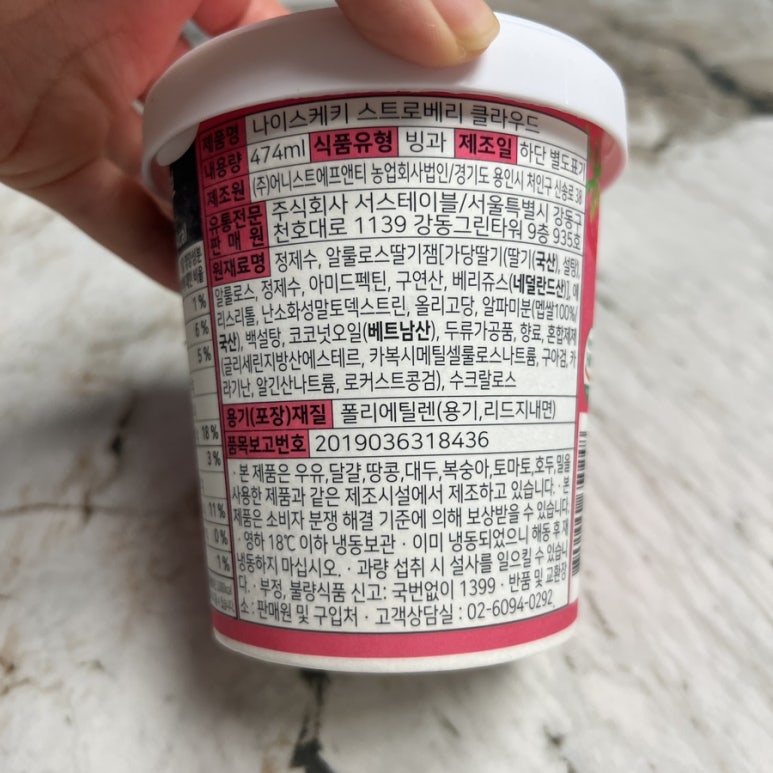 제품명 나이스케키 스트로베리 클라우드
내용량 474ml 식품유형 빙과 제조일 하단 별도표기
제조원 (주)어니스트에프앤티 농업회사법인/경기도 용인시 처인구 신송로 38
유통전문 주식회사 서스테이블/서울특별시 강동구
판매원 천호대로 1139 강동그린타워 9층 935호
원재료명 정제수, 알룰로스딸기잼[가당딸기(딸기(국산), 설탕),
알룰로스, 정제수, 아미드펙틴, 구연산, 베리쥬스(네덜란드산)], 에
리스리톨, 난소화성말토덱스트린, 올리고당, 알파미분(멥쌀100%/
국산), 백설탕, 코코넛오일(베트남산), 두류가공품, 향료, 혼합제제
[글리세린지방산에스테르, 카복시메틸셀룰로스나트륨, 구아검, 카
라기난, 알긴산나트륨, 로커스트콩검), 수크랄로스
용기(포장)재질 폴리에틸렌(용기,리드지내면)
품목보고번호 2019036318436
· 본 제품은 우유,달걀,땅콩,대두,복숭아,토마토,호두,밀을
사용한 제품과 같은 제조시설에서 제조하고 있습니다. · 본
제품은 소비자 분쟁 해결 기준에 의해 보상받을 수 있습니다.
· 영하 18℃ 이하 냉동보관 · 이미 냉동되었으니 해동 후 재
냉동하지 마십시오. · 과량 섭취 시 설사를 일으킬 수 있습니
다. · 부정, 불량식품 신고: 국번없이 1399 · 반품 및 교환장
소 : 판매원 및 구입처 · 고객상담실 : 02-6094-0292
1%
6%
5%
18%
3%
11%
0%
1%